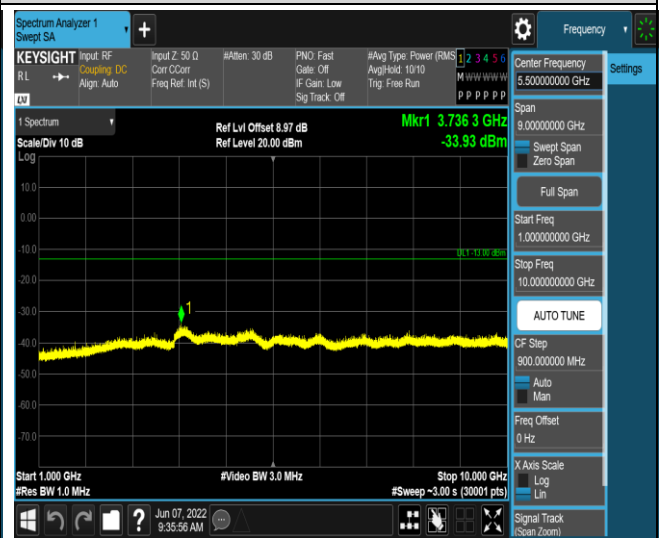 Spectrum Analyzer 1
Swept SA
+
Frequency
KEYSIGHT
RL
LXI
Input: RF
Coupling: DC
Align: Auto
Input Z: 50 Ω
Corr CCorr
Freq Ref: Int (S)
#Atten: 30 dB
PNO: Fast
Gate: Off
IF Gain: Low
Sig Track: Off
#Avg Type: Power (RMS
Avg|Hold: 10/10
Trig: Free Run
1 2 3 4 5 6
M W W W W W
P P P P P P
Center Frequency
5.500000000 GHz
Settings
Span
9.00000000 GHz
Swept Span
Zero Span
Full Span
Start Freq
1.000000000 GHz
Stop Freq
10.000000000 GHz
AUTO TUNE
CF Step
900.000000 MHz
Auto
Man
Freq Offset
0 Hz
X Axis Scale
Log
Lin
Signal Track
(Span Zoom)
1 Spectrum
Scale/Div 10 dB
Ref Lvl Offset 8.97 dB
Ref Level 20.00 dBm
Mkr1 3.736 3 GHz
-33.93 dBm
Log
10.0
0.00
-10.0
DL1 -13.00 dBm
-20.0
-30.0
1
-40.0
-50.0
-60.0
-70.0
Start 1.000 GHz
#Res BW 1.0 MHz
#Video BW 3.0 MHz
Stop 10.000 GHz
#Sweep ~3.00 s (30001 pts)
?
Jun 07, 2022
9:35:56 AM